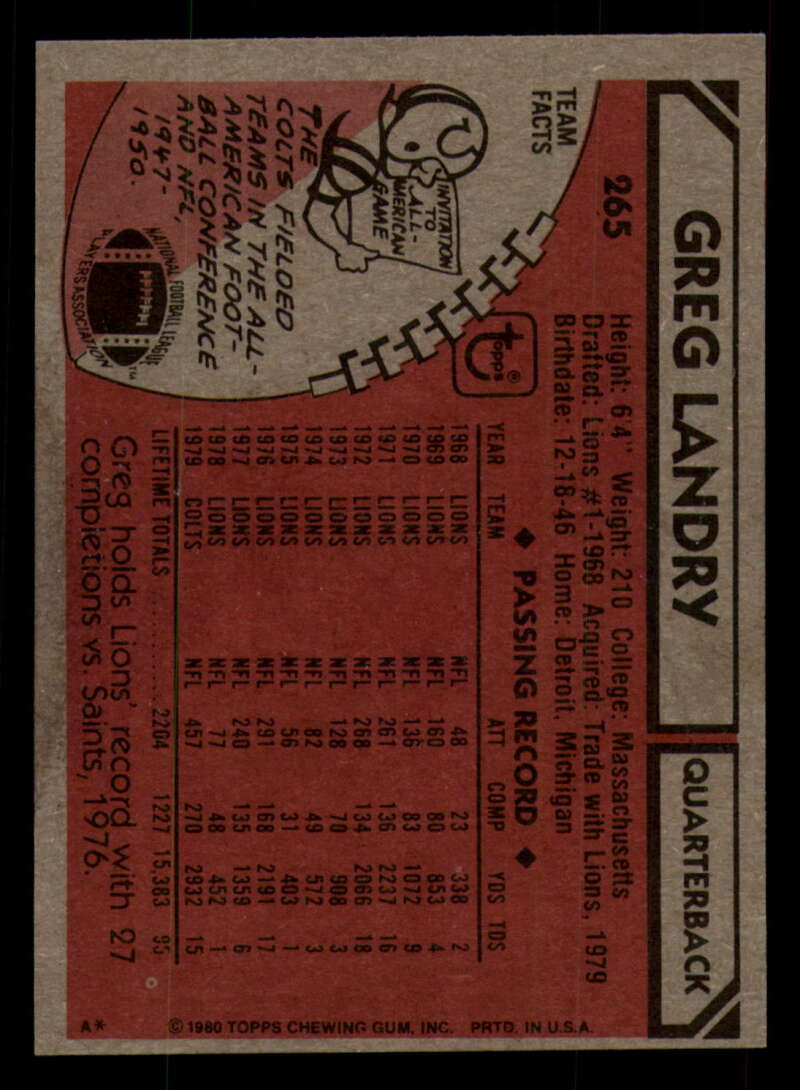 GREG LANDRY
QUARTERBACK
265
Height: 6'4" Weight: 210 College: Massachusetts
Drafted: Lions #1-1968 Acquired: Trade with Lions, 1979
Birthdate: 12-18-46 Home: Detroit, Michigan
TEAM
FACTS
INVITATION
TO
ALL-
AMERICAN
GAME
THE
COLTS FIELDED
TEAMS IN THE ALL-
AMERICAN FOOT-
BALL CONFERENCE
AND NFL,
1947-
1950.
NATIONAL FOOTBALL LEAGUE
PLAYERS ASSOCIATION™
topps®
◆ PASSING RECORD ◆
YEAR TEAM ATT COMP YDS TDS
1968 LIONS NFL 48 23 338 2
1969 LIONS NFL 160 80 853 4
1970 LIONS NFL 136 83 1072 9
1971 LIONS NFL 261 136 2237 16
1972 LIONS NFL 268 134 2066 18
1973 LIONS NFL 128 70 908 3
1974 LIONS NFL 82 49 572 3
1975 LIONS NFL 56 31 403 1
1976 LIONS NFL 291 168 2191 17
1977 LIONS NFL 240 135 1359 6
1978 LIONS NFL 77 48 452 1
1979 COLTS NFL 457 270 2932 15
LIFETIME TOTALS .......... 2204 1227 15,383 95
Greg holds Lions' record with 27
completions vs. Saints, 1976.
A* © 1980 TOPPS CHEWING GUM, INC. PRTD. IN U.S.A.